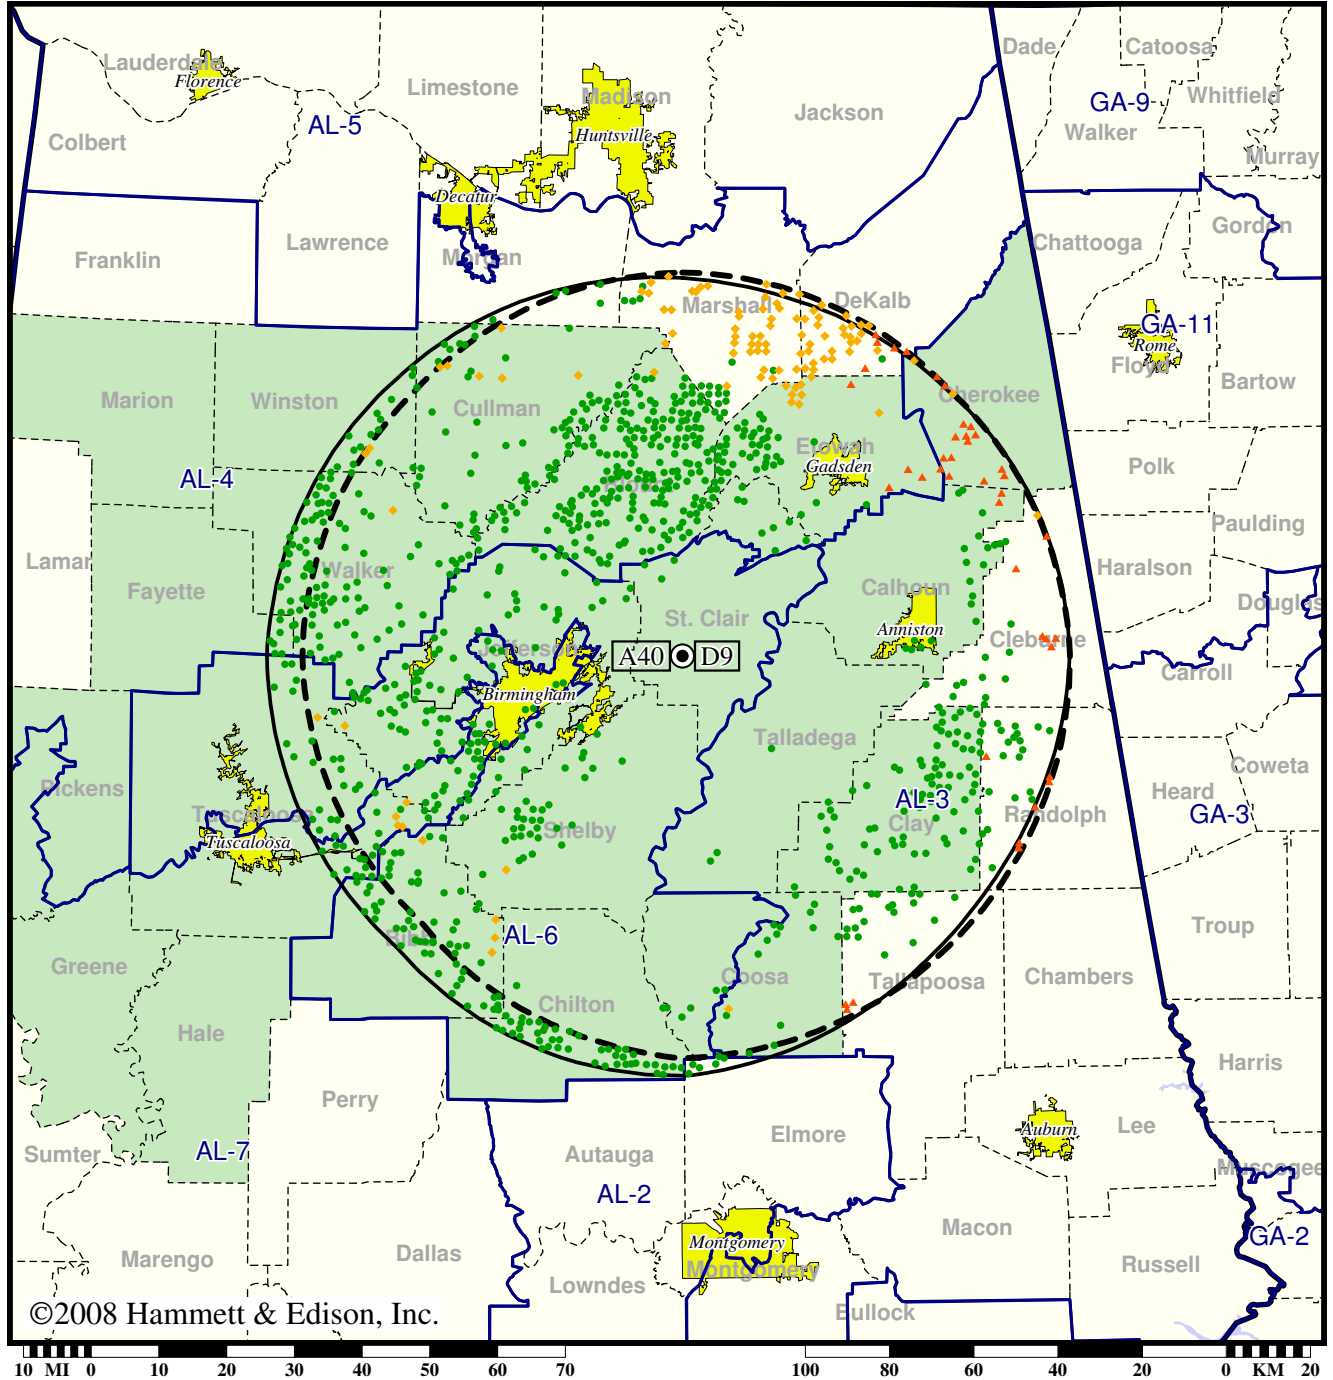 Dade
Catoosa
Lauderdale
Florence
Limestone
Madison
Jackson
GA-9
Whitfield
AL-5
Huntsville
Walker
Colbert
Murray
Decatur
Lawrence
Chattooga
Gordon
Franklin
Morgan
Marshall
DeKalb
GA-11
Rome
Floyd
Bartow
Marion
Winston
Cullman
Cherokee
Etowah
Gadsden
Polk
AL-4
Blount
Paulding
Lamar
Walker
Haralson
Fayette
Calhoun
Douglas
St. Clair
Anniston
Cleburne
Jefferson
A40
D9
Carroll
Birmingham
Talladega
Coweta
Pickens
Heard
AL-3
GA-3
Tuscaloosa
Shelby
Clay
Randolph
Tuscaloosa
Troup
Bibb
AL-6
Greene
Coosa
Tallapoosa
Chambers
Chilton
Hale
Harris
Perry
Auburn
Lee
Elmore
Sumter
AL-7
Autauga
Muscogee
AL-2
Macon
GA-2
Marengo
Dallas
Montgomery
Montgomery
Russell
Lowndes
Bullock
©2008 Hammett & Edison, Inc.
10 MI 0 10 20 30 40 50 60 70 100 80 60 40 20 0 KM 20